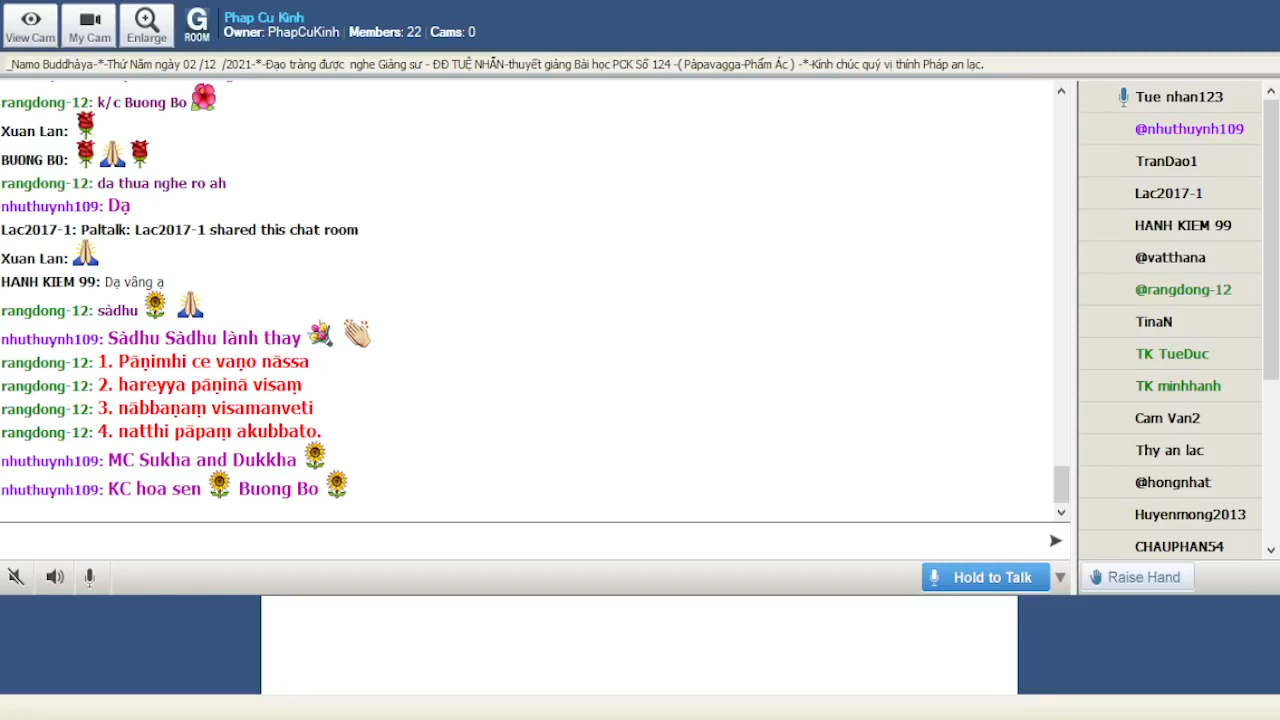 View Cam
My Cam
Enlarge
G
ROOM
Phap Cu Kinh
Owner: PhapCuKinh | Members: 22 | Cams: 0
_Namo Buddhàya-*-Thứ Năm ngày 02 /12 /2021-*-Đạo tràng được nghe Giảng sư - ĐĐ TUỆ NHẪN-thuyết giảng Bài học PCK Số 124 -( Pàpavagga-Phẩm Ác ) -*-Kính chúc quý vị thính Pháp an lạc.
rangdong-12: k/c Buong Bo
Xuan Lan:
BUONG BO:
rangdong-12: da thua nghe ro ah
nhuthuynh109: Dạ
Lac2017-1: Paltalk: Lac2017-1 shared this chat room
Xuan Lan:
HANH KIEM 99: Dạ vâng ạ
rangdong-12: sàdhu
nhuthuynh109: Sàdhu Sàdhu lành thay
rangdong-12: 1. Pāṇimhi ce vaṇo nāssa
rangdong-12: 2. hareyya pāṇinā visaṃ
rangdong-12: 3. nābbaṇaṃ visamanveti
rangdong-12: 4. natthi pāpaṃ akubbato.
nhuthuynh109: MC Sukha and Dukkha
nhuthuynh109: KC hoa sen Buong Bo
Tue nhan123
@nhuthuynh109
TranDao1
Lac2017-1
HANH KIEM 99
@vatthana
@rangdong-12
TinaN
TK TueDuc
TK minhhanh
Cam Van2
Thy an lac
@hongnhat
Huyenmong2013
CHAUPHAN54
Hold to Talk
Raise Hand